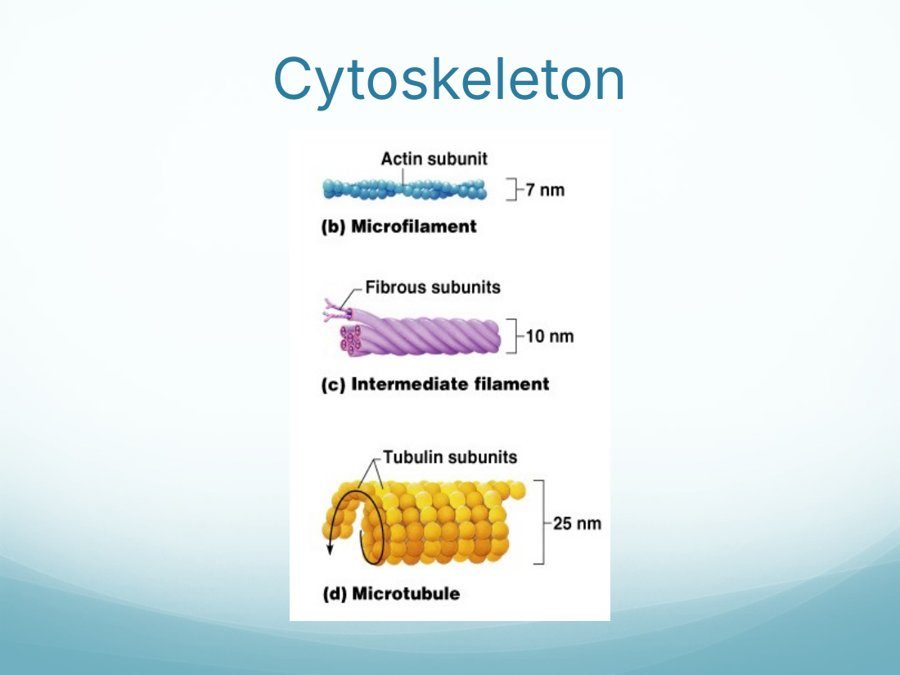 Cytoskeleton
Actin subunit
7 nm
(b) Microfilament
Fibrous subunits
10 nm
(c) Intermediate filament
Tubulin subunits
25 nm
(d) Microtubule